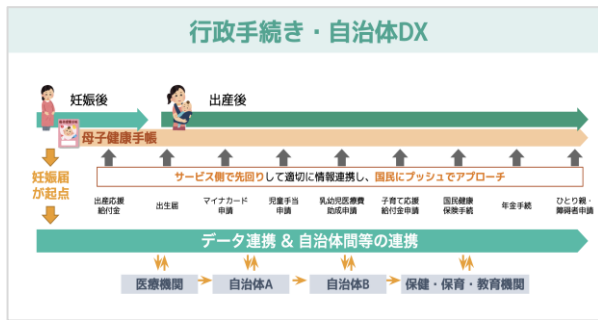 行政手続き・自治体DX
妊娠後
出産後
母子健康手帳
妊娠届
が起点
サービス側で先回りして適切に情報連携し、国民にプッシュでアプローチ
出産応援
給付金
出生届
マイナカード
申請
児童手当
申請
乳幼児医療費
助成申請
子育て応援
給付金申請
国民健康
保険手続
年金手続
ひとり親・
障碍者申請
データ連携 & 自治体間等の連携
医療機関
自治体A
自治体B
保健・保育・教育機関